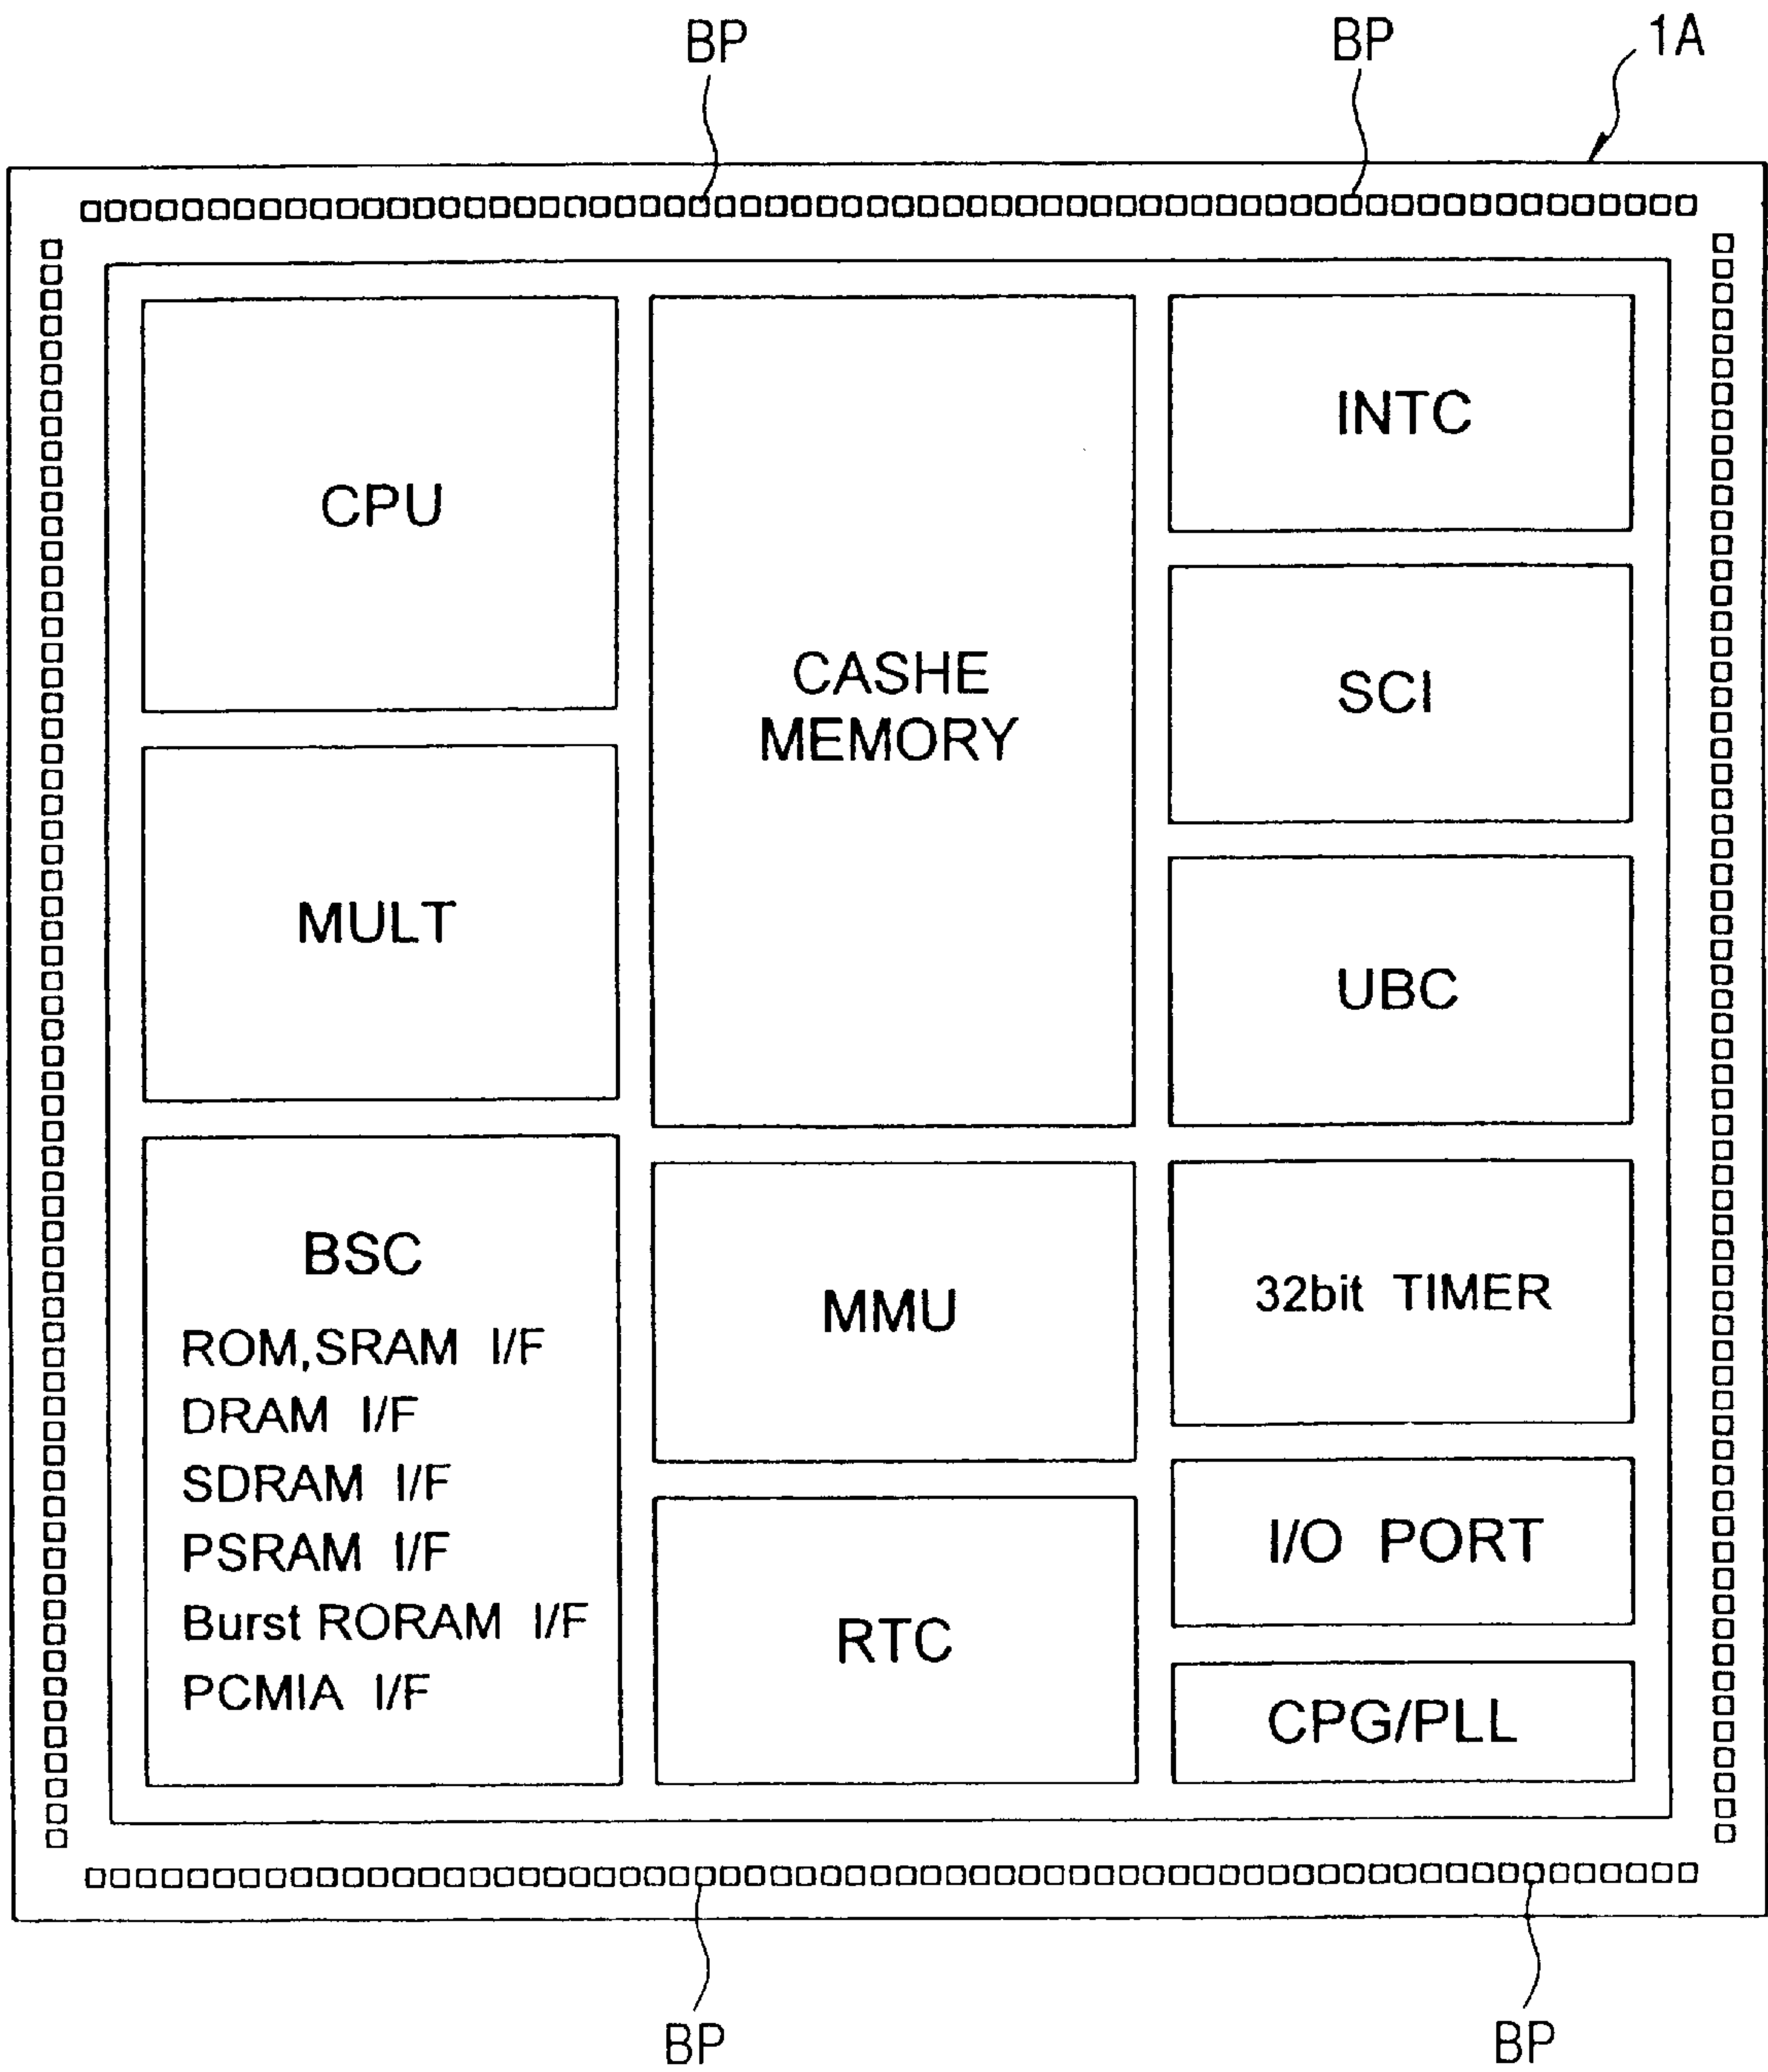 BP
BP
1A
CPU
CASHE
MEMORY
INTC
SCI
MULT
UBC
BSC
ROM,SRAM I/F
DRAM I/F
SDRAM I/F
PSRAM I/F
Burst RORAM I/F
PCMIA I/F
MMU
32bit TIMER
RTC
I/O PORT
CPG/PLL
BP
BP